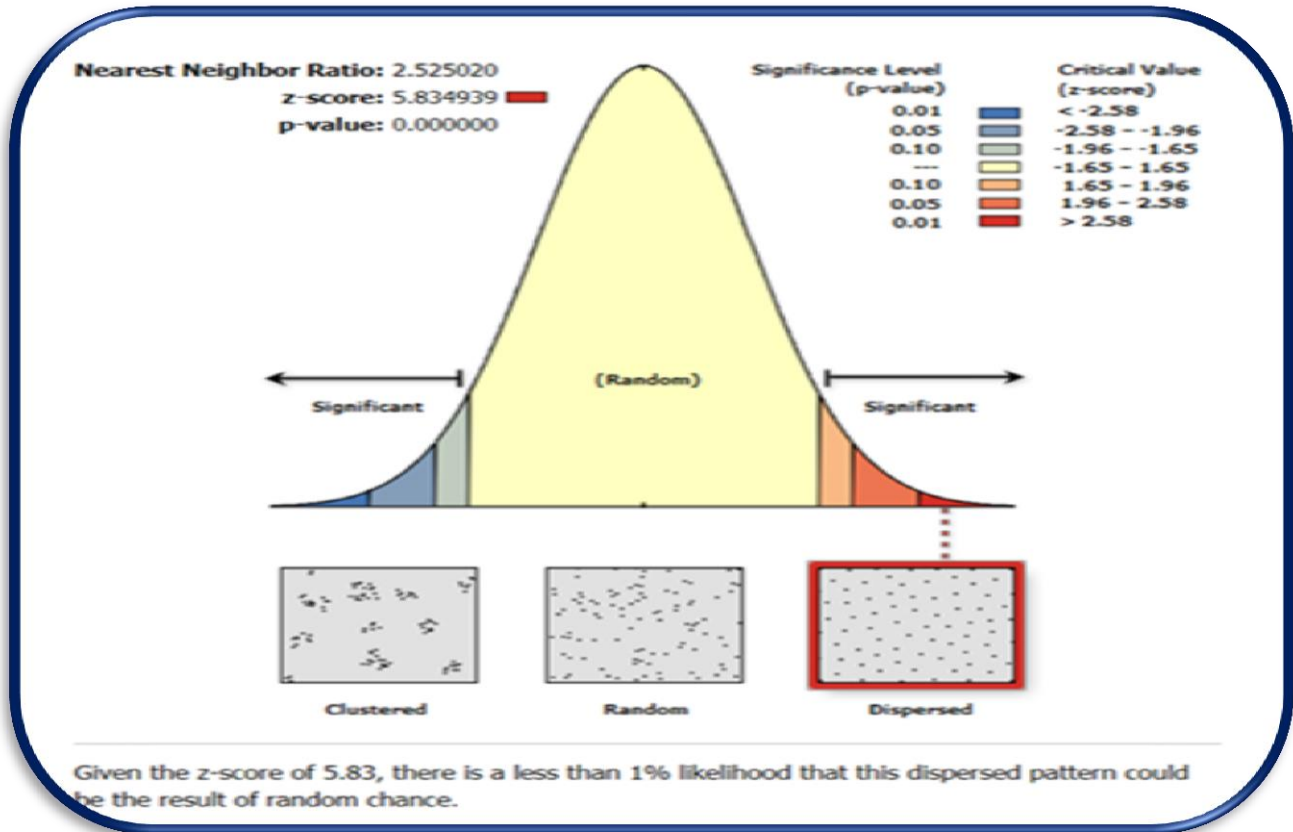 Nearest Neighbor Ratio: 2.525020
z-score: 5.834939
p-value: 0.000000
Significance Level Critical Value
(p-value) (z-score)
0.01 < -2.58
0.05 -2.58 - -1.96
0.10 -1.96 - -1.65
--- -1.65 - 1.65
0.10 1.65 - 1.96
0.05 1.96 - 2.58
0.01 > 2.58
(Random)
Significant Significant
Clustered Random Dispersed
Given the z-score of 5.83, there is a less than 1% likelihood that this dispersed pattern could
be the result of random chance.